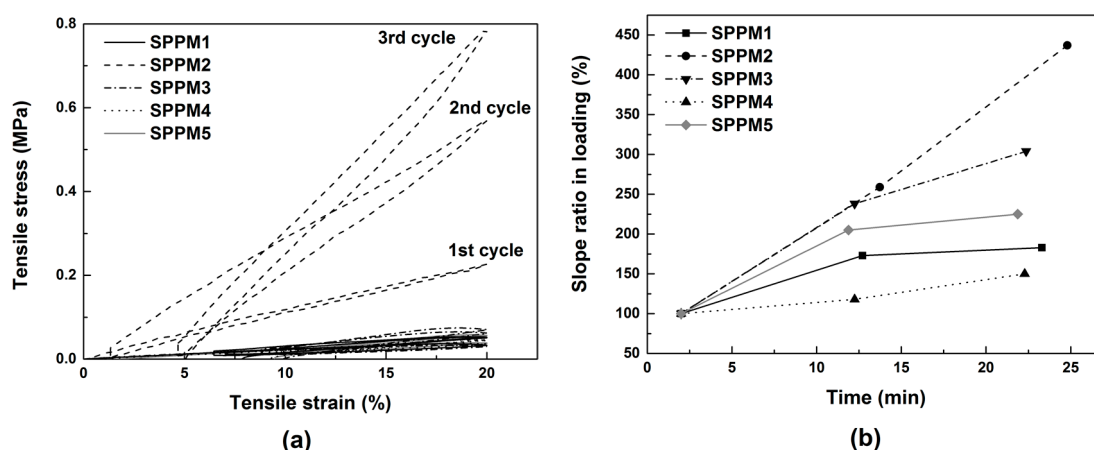 0.8
0.6
0.4
0.2
0.0
0
5
10
15
20
Tensile stress (MPa)
Tensile strain (%)
SPPM1
SPPM2
SPPM3
SPPM4
SPPM5
3rd cycle
2nd cycle
1st cycle
(a)
450
400
350
300
250
200
150
100
50
0
5
10
15
20
25
Slope ratio in loading (%)
Time (min)
SPPM1
SPPM2
SPPM3
SPPM4
SPPM5
(b)